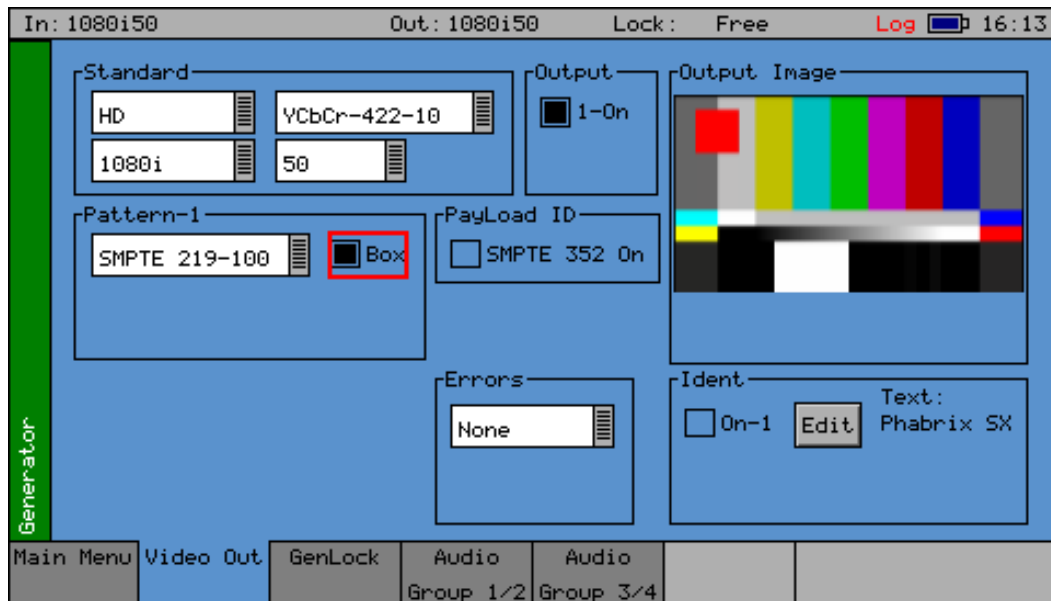 In: 1080i50 Out: 1080i50 Lock: Free Log 16:13
Standard
HD YCbCr-422-10
1080i 50
Output
1-On
Output Image
Pattern-1
SMPTE 219-100 Box
PayLoad ID
SMPTE 352 On
Errors
None
Ident
On-1 Edit Text:
Phabrix SX
Generator
Main Menu Video Out GenLock Audio Group 1/2 Audio Group 3/4